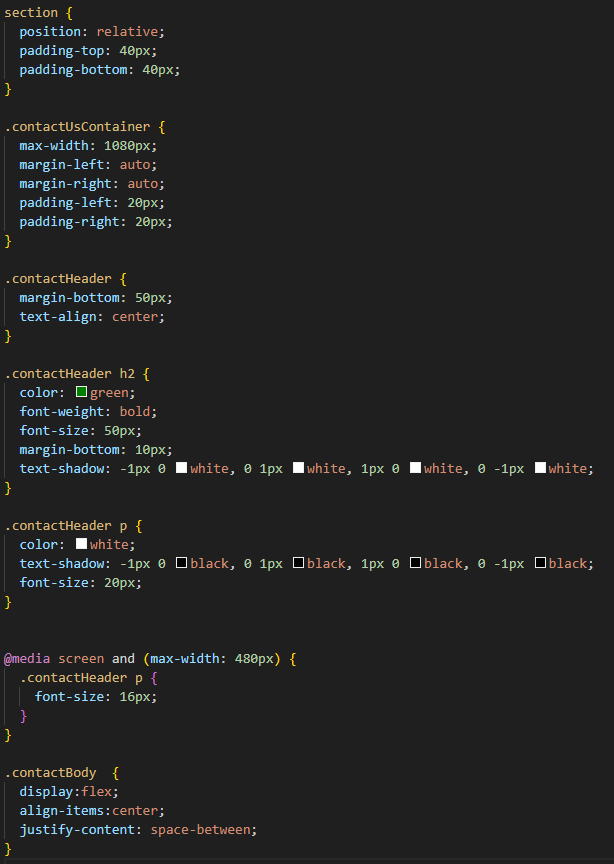 section {
  position: relative;
  padding-top: 40px;
  padding-bottom: 40px;
}

.contactUsContainer {
  max-width: 1080px;
  margin-left: auto;
  margin-right: auto;
  padding-left: 20px;
  padding-right: 20px;
}

.contactHeader {
  margin-bottom: 50px;
  text-align: center;
}

.contactHeader h2 {
  color: green;
  font-weight: bold;
  font-size: 50px;
  margin-bottom: 10px;
  text-shadow: -1px 0 white, 0 1px white, 1px 0 white, 0 -1px white;
}

.contactHeader p {
  color: white;
  text-shadow: -1px 0 black, 0 1px black, 1px 0 black, 0 -1px black;
  font-size: 20px;
}


@media screen and (max-width: 480px) {
  .contactHeader p {
    font-size: 16px;
  }
}

.contactBody  {
  display:flex;
  align-items:center;
  justify-content: space-between;
}